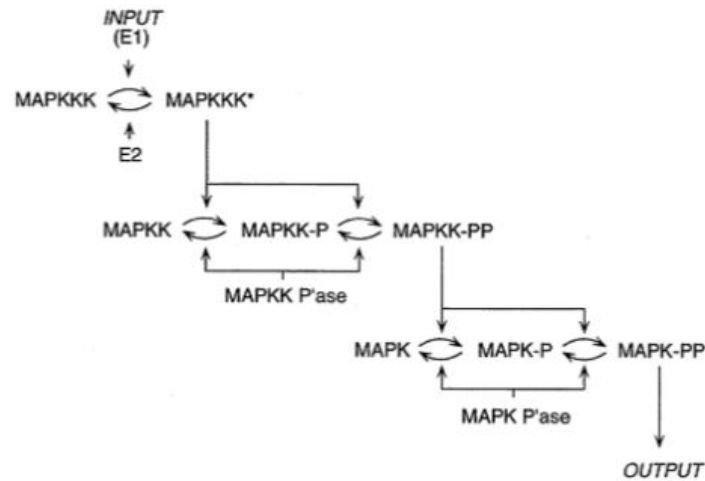 INPUT
(E1)
MAPKKK MAPKKK*
E2
MAPKK MAPKK-P MAPKK-PP
MAPKK P'ase
MAPK MAPK-P MAPK-PP
MAPK P'ase
OUTPUT